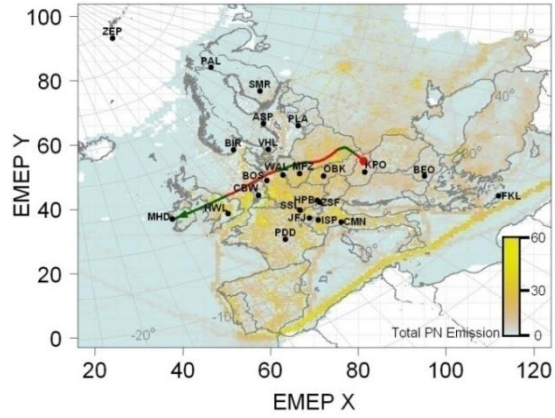 100
80
60
40
20
0
EMEP Y
ZEP
PAL
SMR
ASP
PLA
BIR
VHL
50°
40°
WAL
MPZ
OBK
KPO
BEO
BOS
CBW
MHD
HWL
HPB
ZSF
SSL
JFJ
ISP
CMN
PDD
FKL
60
30
0
Total PN Emission
-20°
-10°
0°
20 40 60 80 100 120
EMEP X